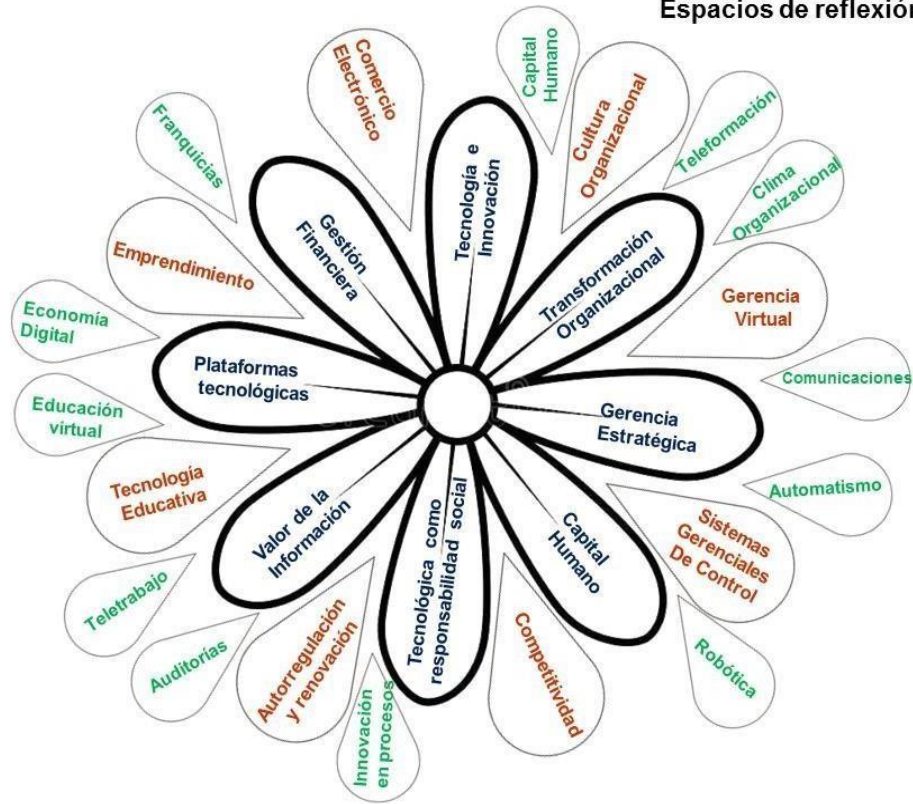 Espacios de reflexión
Capital
Humano
Comercio
Electrónico
Cultura
Organizacional
Teleformación
Franquicias
Tecnología e
Innovación
Clima
Organizacional
Gestión
Financiera
Transformación
Organizacional
Emprendimiento
Gerencia
Virtual
Economía
Digital
Plataformas
tecnológicas
Comunicaciones
Educación
virtual
Gerencia
Estratégica
Tecnología
Educativa
Automatismo
Valor de la
Información
Tecnológica como
responsabilidad social
Capital
Humano
Sistemas
Gerenciales
De Control
Teletrabajo
Auditorías
Autorregulación
y renovación
Competitividad
Robótica
Innovación
en procesos